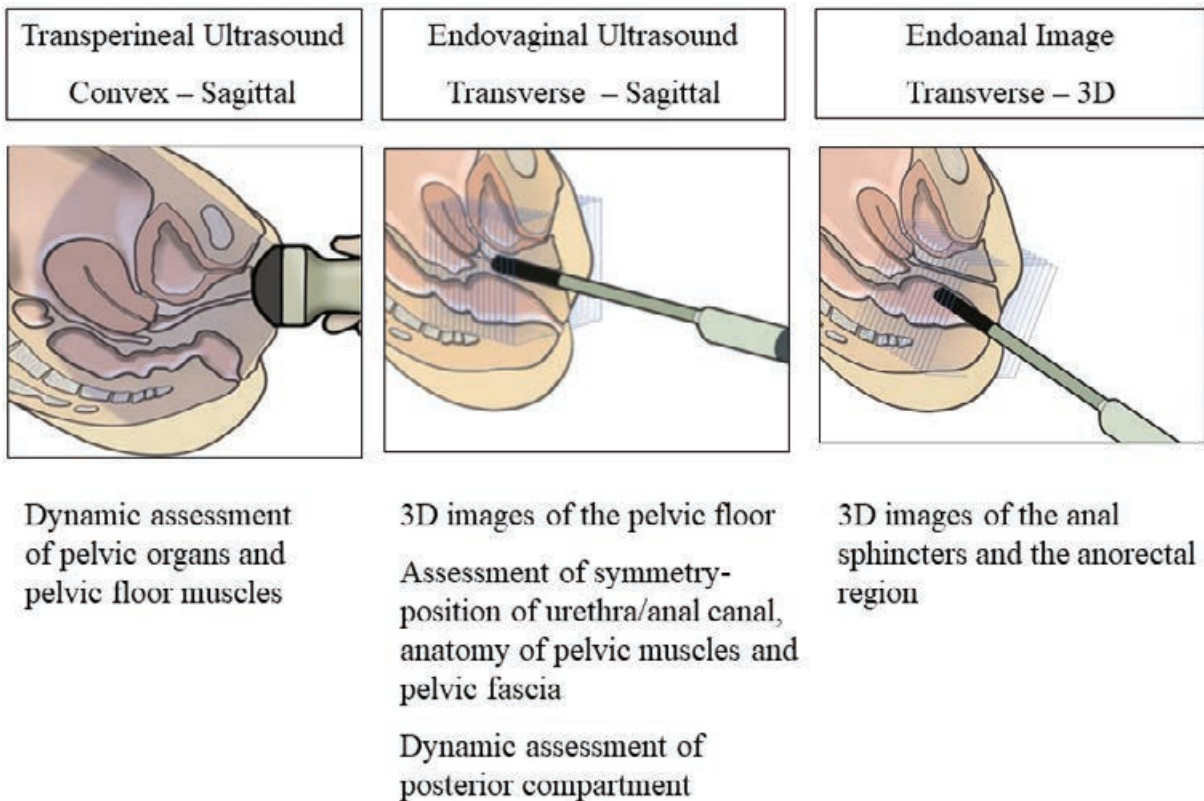 Transperineal Ultrasound
Convex – Sagittal
Endovaginal Ultrasound
Transverse – Sagittal
Endoanal Image
Transverse – 3D
Dynamic assessment
of pelvic organs and
pelvic floor muscles
3D images of the pelvic floor
Assessment of symmetry-
position of urethra/anal canal,
anatomy of pelvic muscles and
pelvic fascia
Dynamic assessment of
posterior compartment
3D images of the anal
sphincters and the anorectal
region